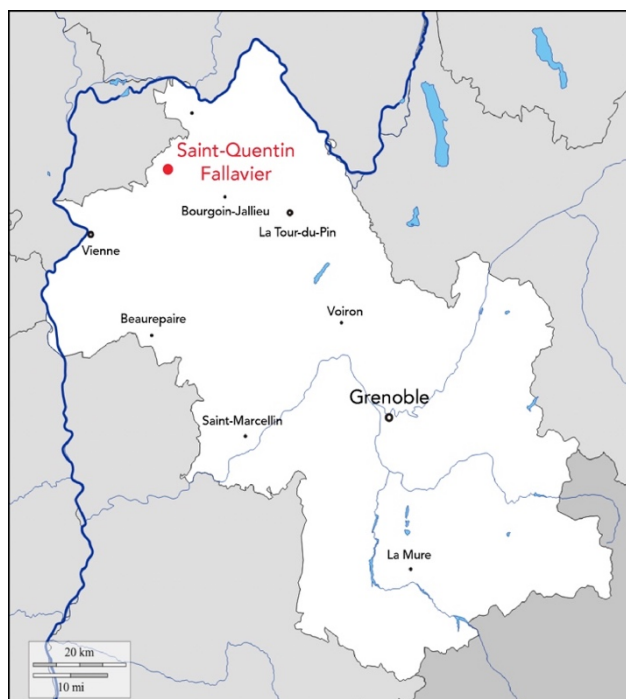 Saint-Quentin
Fallavier
Bourgoin-Jallieu
La Tour-du-Pin
Vienne
Beaurepaire
Voiron
Grenoble
Saint-Marcellin
La Mure
20 km
10 mi